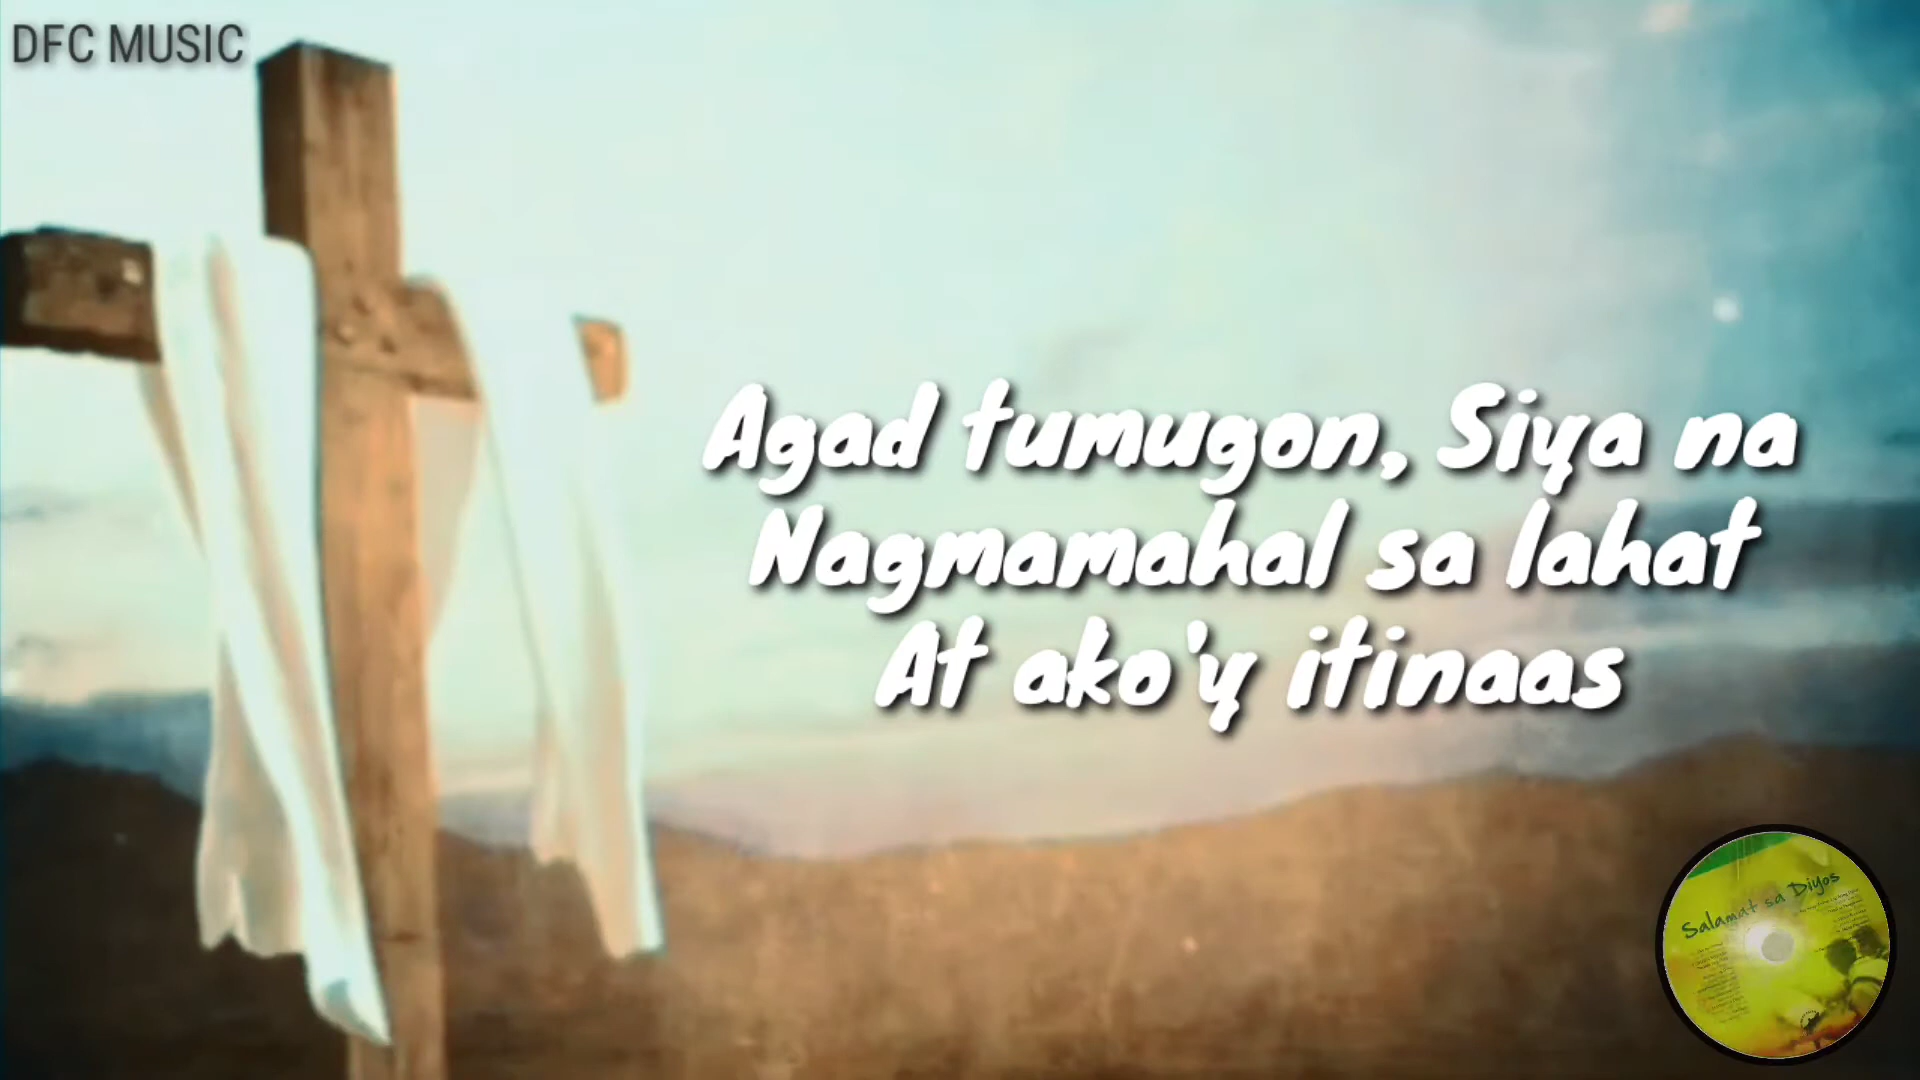 DFC MUSIC
Agad tumugon, Siya na
Nagmamahal sa lahat
At ako'y itinaas
Salamat sa Diyos